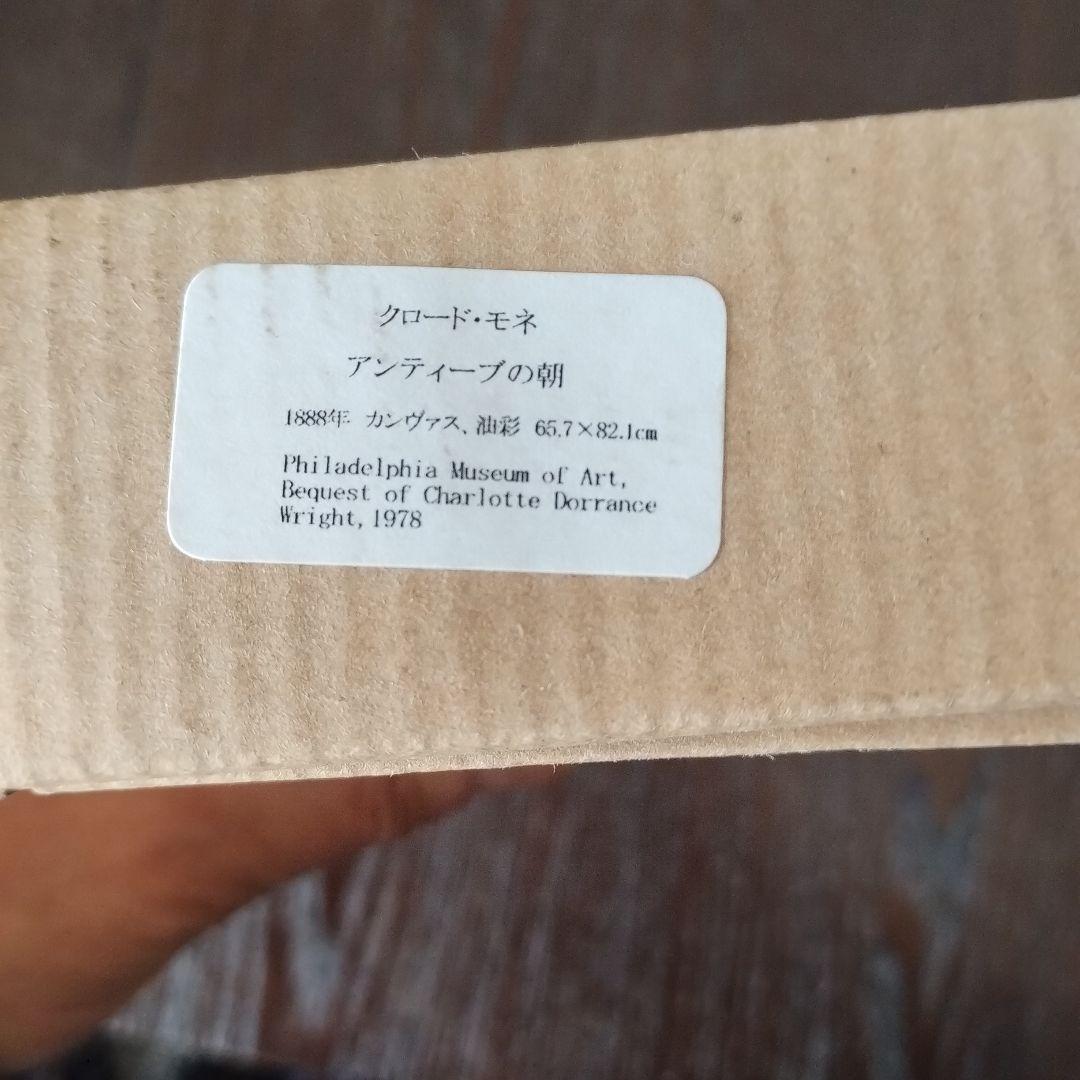 クロード・モネ
アンティーブの朝
1888年 カンヴァス、油彩 65.7×82.1cm
Philadelphia Museum of Art,
Bequest of Charlotte Dorrance
Wright,1978